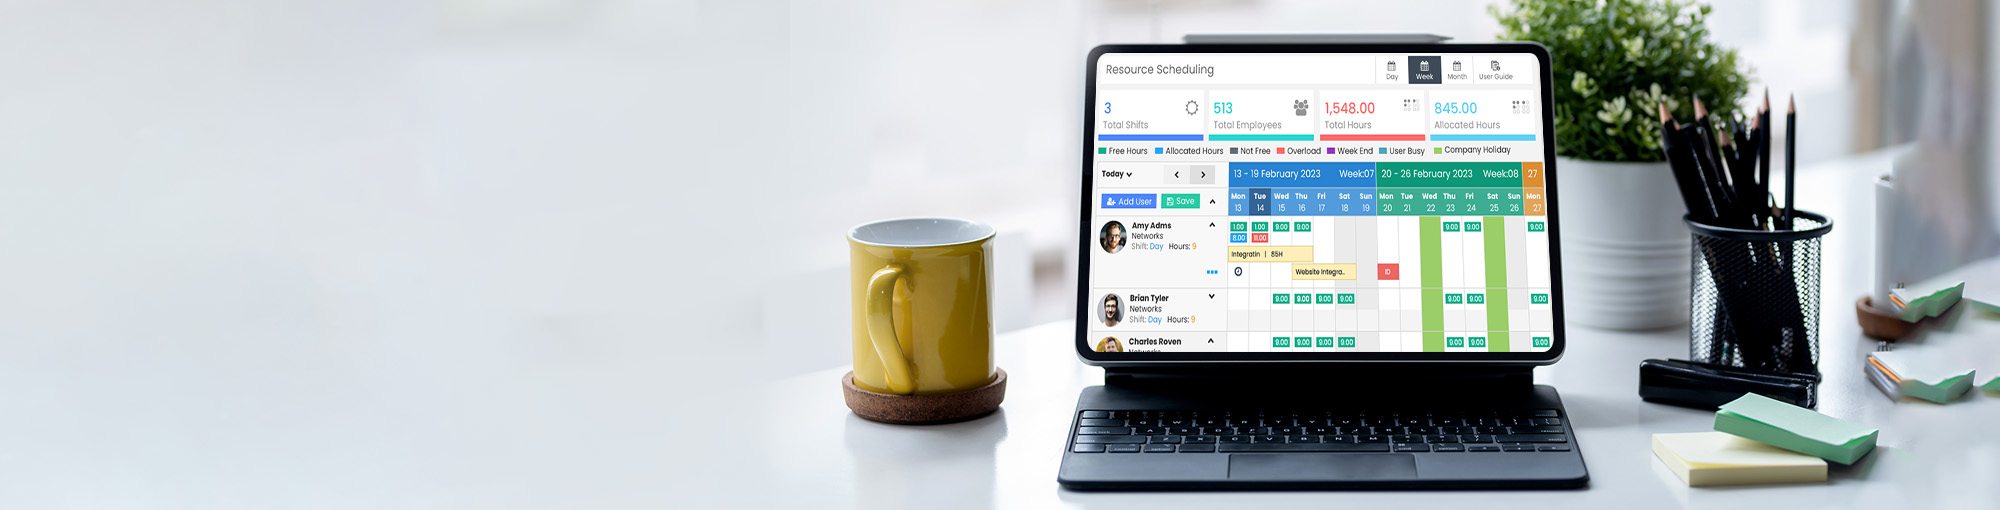 Resource Scheduling
Day
Week
Month
User Guide
3
Total Shifts
513
Total Employees
1,548.00
Total Hours
845.00
Allocated Hours
Free Hours Allocated Hours Not Free Overload Week End User Busy Company Holiday
Today 13 - 19 February 2023 Week:07 20 - 26 February 2023 Week:08 27
Add User Save
Mon Tue Wed Thu Fri Sat Sun Mon Tue Wed Thu Fri Sat Sun Mon
13 14 15 16 17 18 19 20 21 22 23 24 25 26 27
Amy Adms
Networks
Shift: Day Hours: 9
1.00 1.00 9.00 9.00 9.00 9.00 9.00
8.00 11.00
Integratin | 85H
Website Integra.. ID
Brian Tyler
Networks
Shift: Day Hours: 9
9.00 9.00 9.00 9.00 9.00 9.00 9.00
Charles Roven
9.00 9.00 9.00 9.00 9.00 9.00 9.00